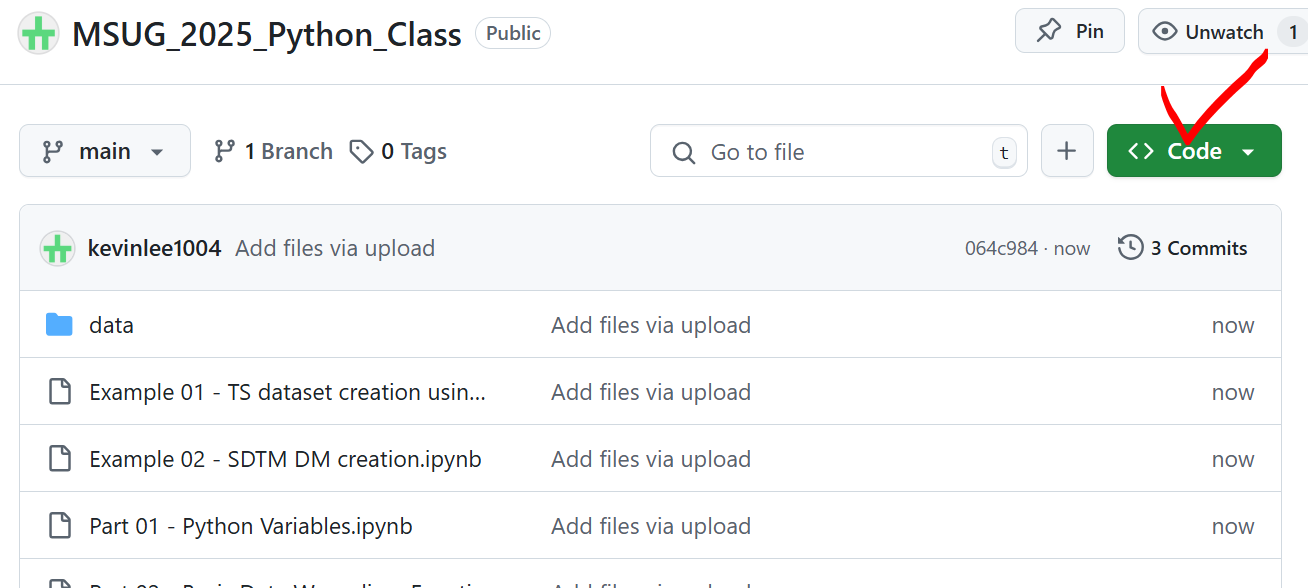 MSUG_2025_Python_Class Public Pin Unwatch 1
main 1 Branch 0 Tags Go to file t Code
kevinlee1004 Add files via upload 064c984 · now 3 Commits
data Add files via upload now
Example 01 - TS dataset creation usin... Add files via upload now
Example 02 - SDTM DM creation.ipynb Add files via upload now
Part 01 - Python Variables.ipynb Add files via upload now